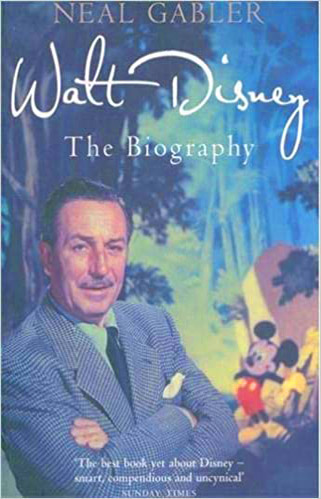 NEAL GABLER
Walt Disney
The Biography
'The best book yet about Disney –
smart, compendious and uncynical'
SUNDAY TIMES